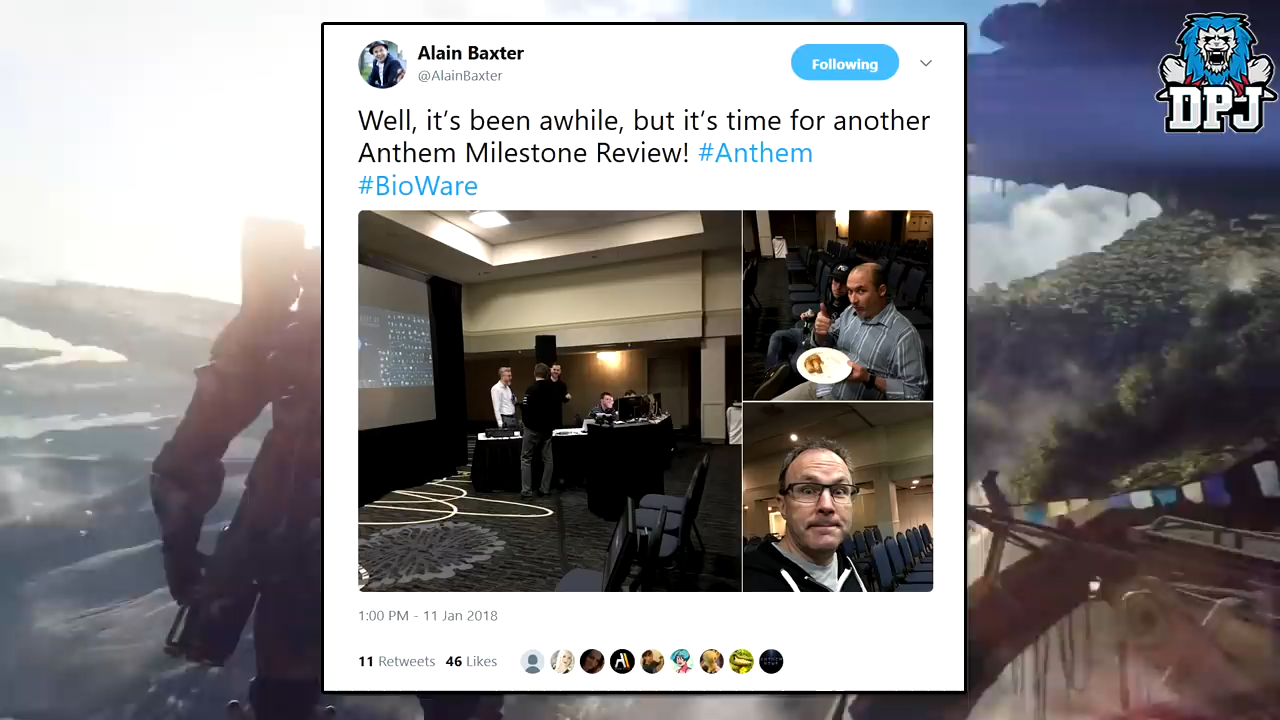 Alain Baxter
@AlainBaxter
Following
Well, it's been awhile, but it's time for another
Anthem Milestone Review! #Anthem
#BioWare
1:00 PM - 11 Jan 2018
11 Retweets 46 Likes
DPJ